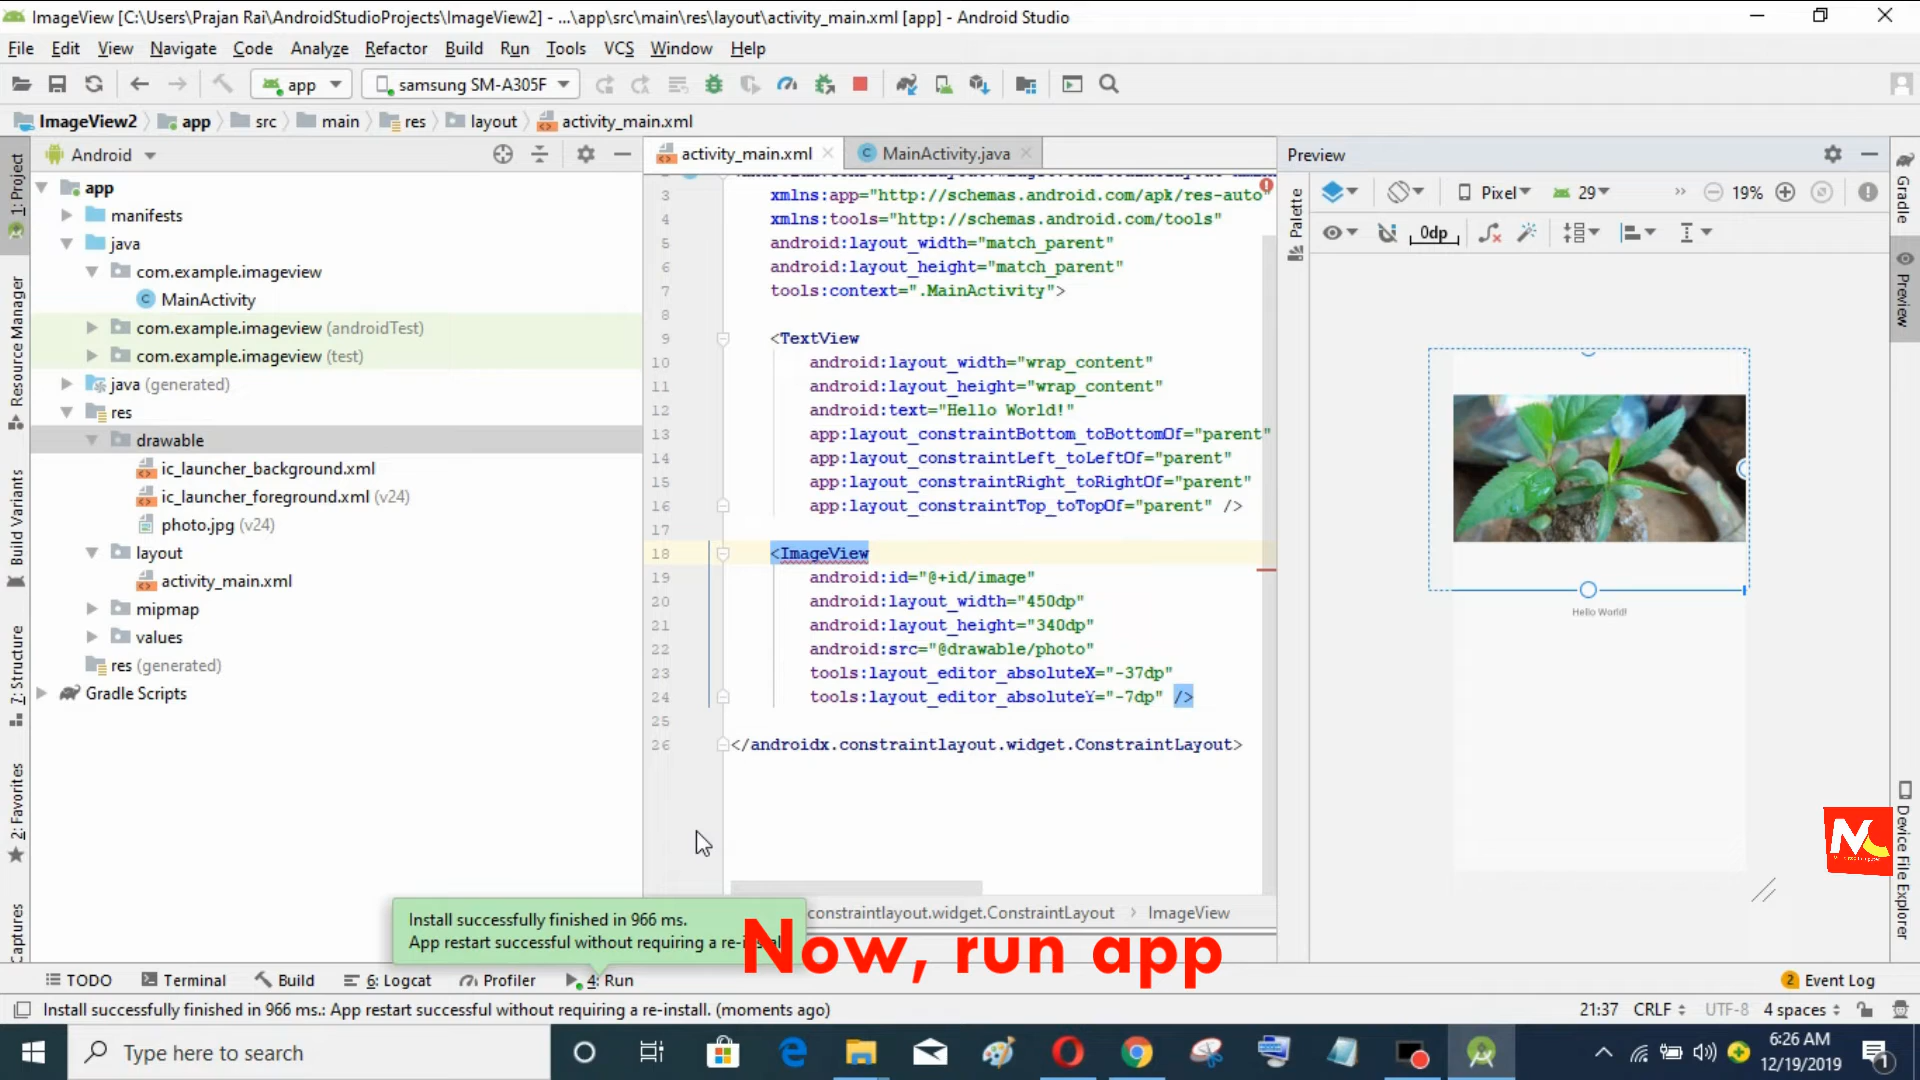 ImageView [C:\Users\Prajan Rai\AndroidStudioProjects\ImageView2] - ...\app\src\main\res\layout\activity_main.xml [app] - Android Studio
File Edit View Navigate Code Analyze Refactor Build Run Tools VCS Window Help
app samsung SM-A305F
ImageView2 app src main res layout activity_main.xml
1: Project
Resource Manager
Build Variants
7: Structure
2: Favorites
Captures
Android
app
manifests
java
com.example.imageview
MainActivity
com.example.imageview (androidTest)
com.example.imageview (test)
java (generated)
res
drawable
ic_launcher_background.xml
ic_launcher_foreground.xml (v24)
photo.jpg (v24)
layout
activity_main.xml
mipmap
values
res (generated)
Gradle Scripts
activity_main.xml MainActivity.java
3 xmlns:app="http://schemas.android.com/apk/res-auto"
4 xmlns:tools="http://schemas.android.com/tools"
5 android:layout_width="match_parent"
6 android:layout_height="match_parent"
7 tools:context=".MainActivity">
8
9 <TextView
10 android:layout_width="wrap_content"
11 android:layout_height="wrap_content"
12 android:text="Hello World!"
13 app:layout_constraintBottom_toBottomOf="parent"
14 app:layout_constraintLeft_toLeftOf="parent"
15 app:layout_constraintRight_toRightOf="parent"
16 app:layout_constraintTop_toTopOf="parent" />
17
18 <ImageView
19 android:id="@+id/image"
20 android:layout_width="450dp"
21 android:layout_height="340dp"
22 android:src="@drawable/photo"
23 tools:layout_editor_absoluteX="-37dp"
24 tools:layout_editor_absoluteY="-7dp" />
25
26 </androidx.constraintlayout.widget.ConstraintLayout>
constraintlayout.widget.ConstraintLayout ImageView
Preview
Palette
Pixel 29 19%
0dp
Hello World!
Gradle
Preview
Device File Explorer
Install successfully finished in 966 ms.
App restart successful without requiring a re-install.
Now, run app
TODO Terminal Build 6: Logcat Profiler 4: Run 2 Event Log
Install successfully finished in 966 ms.: App restart successful without requiring a re-install. (moments ago) 21:37 CRLF UTF-8 4 spaces
Type here to search
6:26 AM
12/19/2019
1